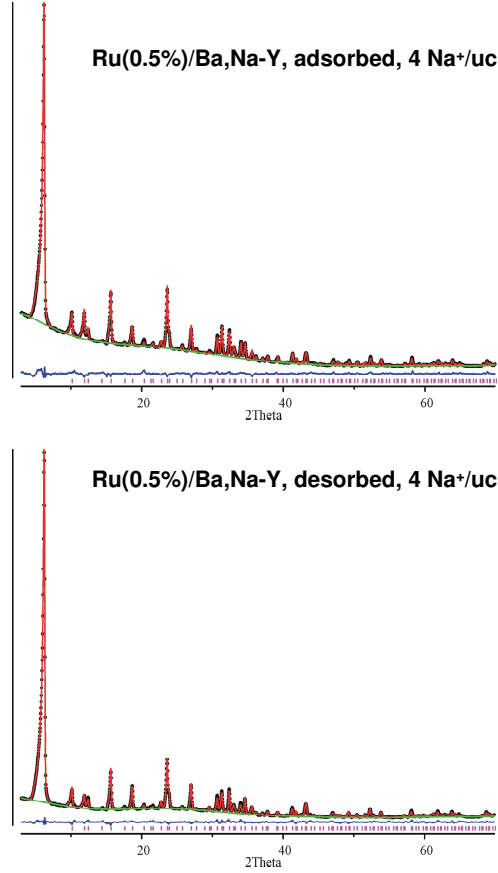 Ru(0.5%)/Ba,Na-Y, adsorbed, 4 Na⁺/uc
20
40
60
2Theta
Ru(0.5%)/Ba,Na-Y, desorbed, 4 Na⁺/uc
20
40
60
2Theta